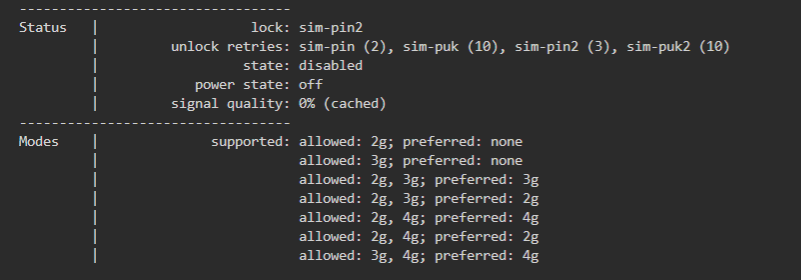 ----------------------------------
Status   |                   lock: sim-pin2
         |         unlock retries: sim-pin (2), sim-puk (10), sim-pin2 (3), sim-puk2 (10)
         |                  state: disabled
         |            power state: off
         |         signal quality: 0% (cached)
----------------------------------
Modes    |              supported: allowed: 2g; preferred: none
         |                         allowed: 3g; preferred: none
         |                         allowed: 2g, 3g; preferred: 3g
         |                         allowed: 2g, 3g; preferred: 2g
         |                         allowed: 2g, 4g; preferred: 4g
         |                         allowed: 2g, 4g; preferred: 2g
         |                         allowed: 3g, 4g; preferred: 4g